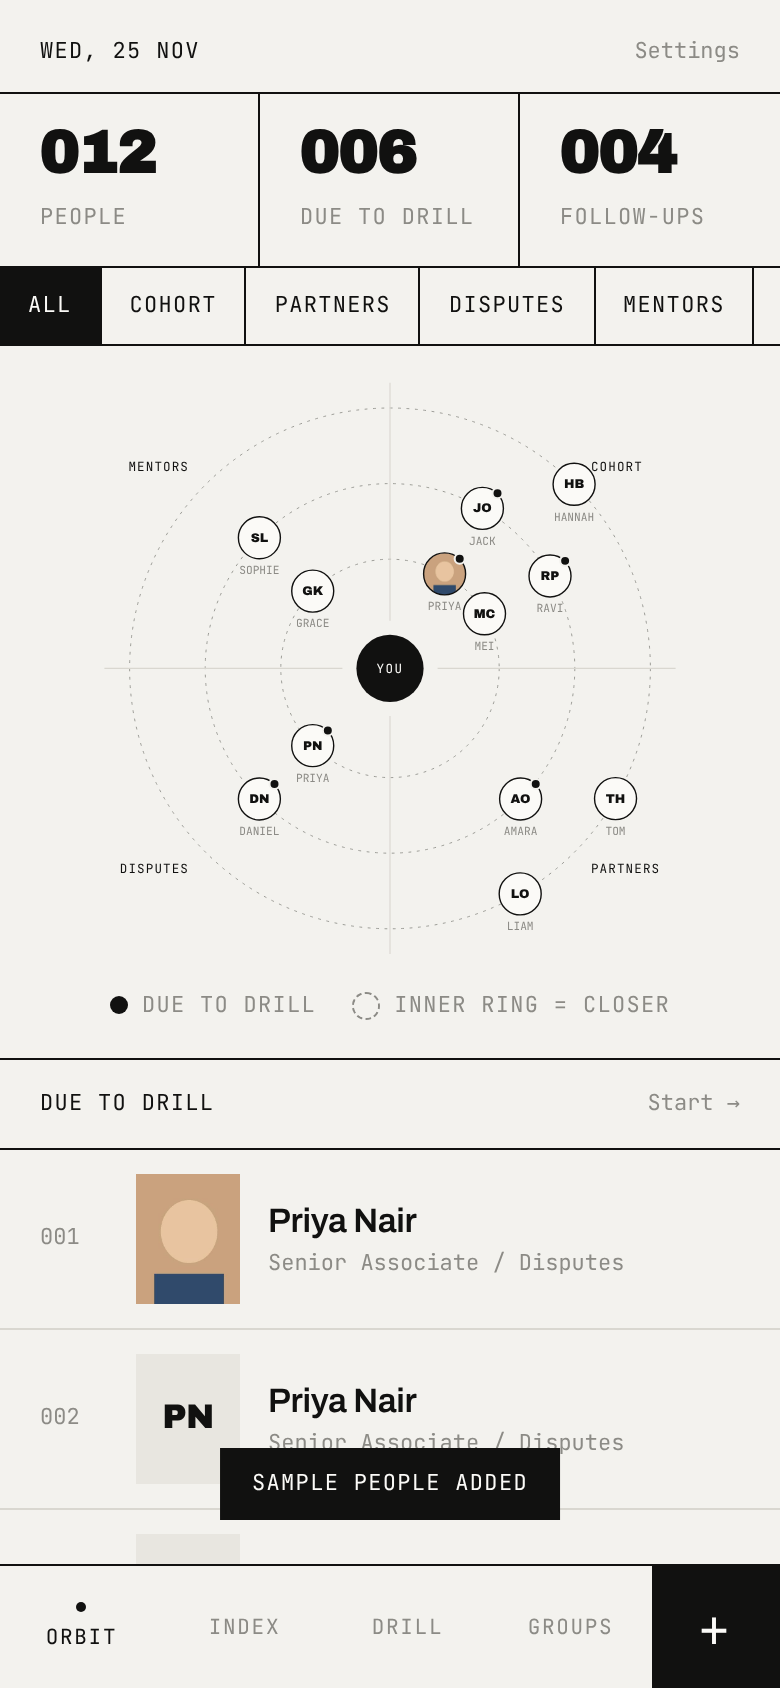 WED, 25 NOV
Settings
012
006
004
PEOPLE
DUE TO DRILL
FOLLOW-UPS
ALL
COHORT
PARTNERS
DISPUTES
MENTORS
MENTORS
COHORT
HB
HANNAH
JO
JACK
SL
SOPHIE
RP
RAVI
GK
GRACE
PRIYA
MC
MEI
YOU
PN
PRIYA
DN
DANIEL
AO
AMARA
TH
TOM
DISPUTES
PARTNERS
LO
LIAM
DUE TO DRILL
INNER RING = CLOSER
DUE TO DRILL
Start →
001
Priya Nair
Senior Associate / Disputes
002
PN
Priya Nair
Senior Associate / Disputes
SAMPLE PEOPLE ADDED
ORBIT
INDEX
DRILL
GROUPS
+